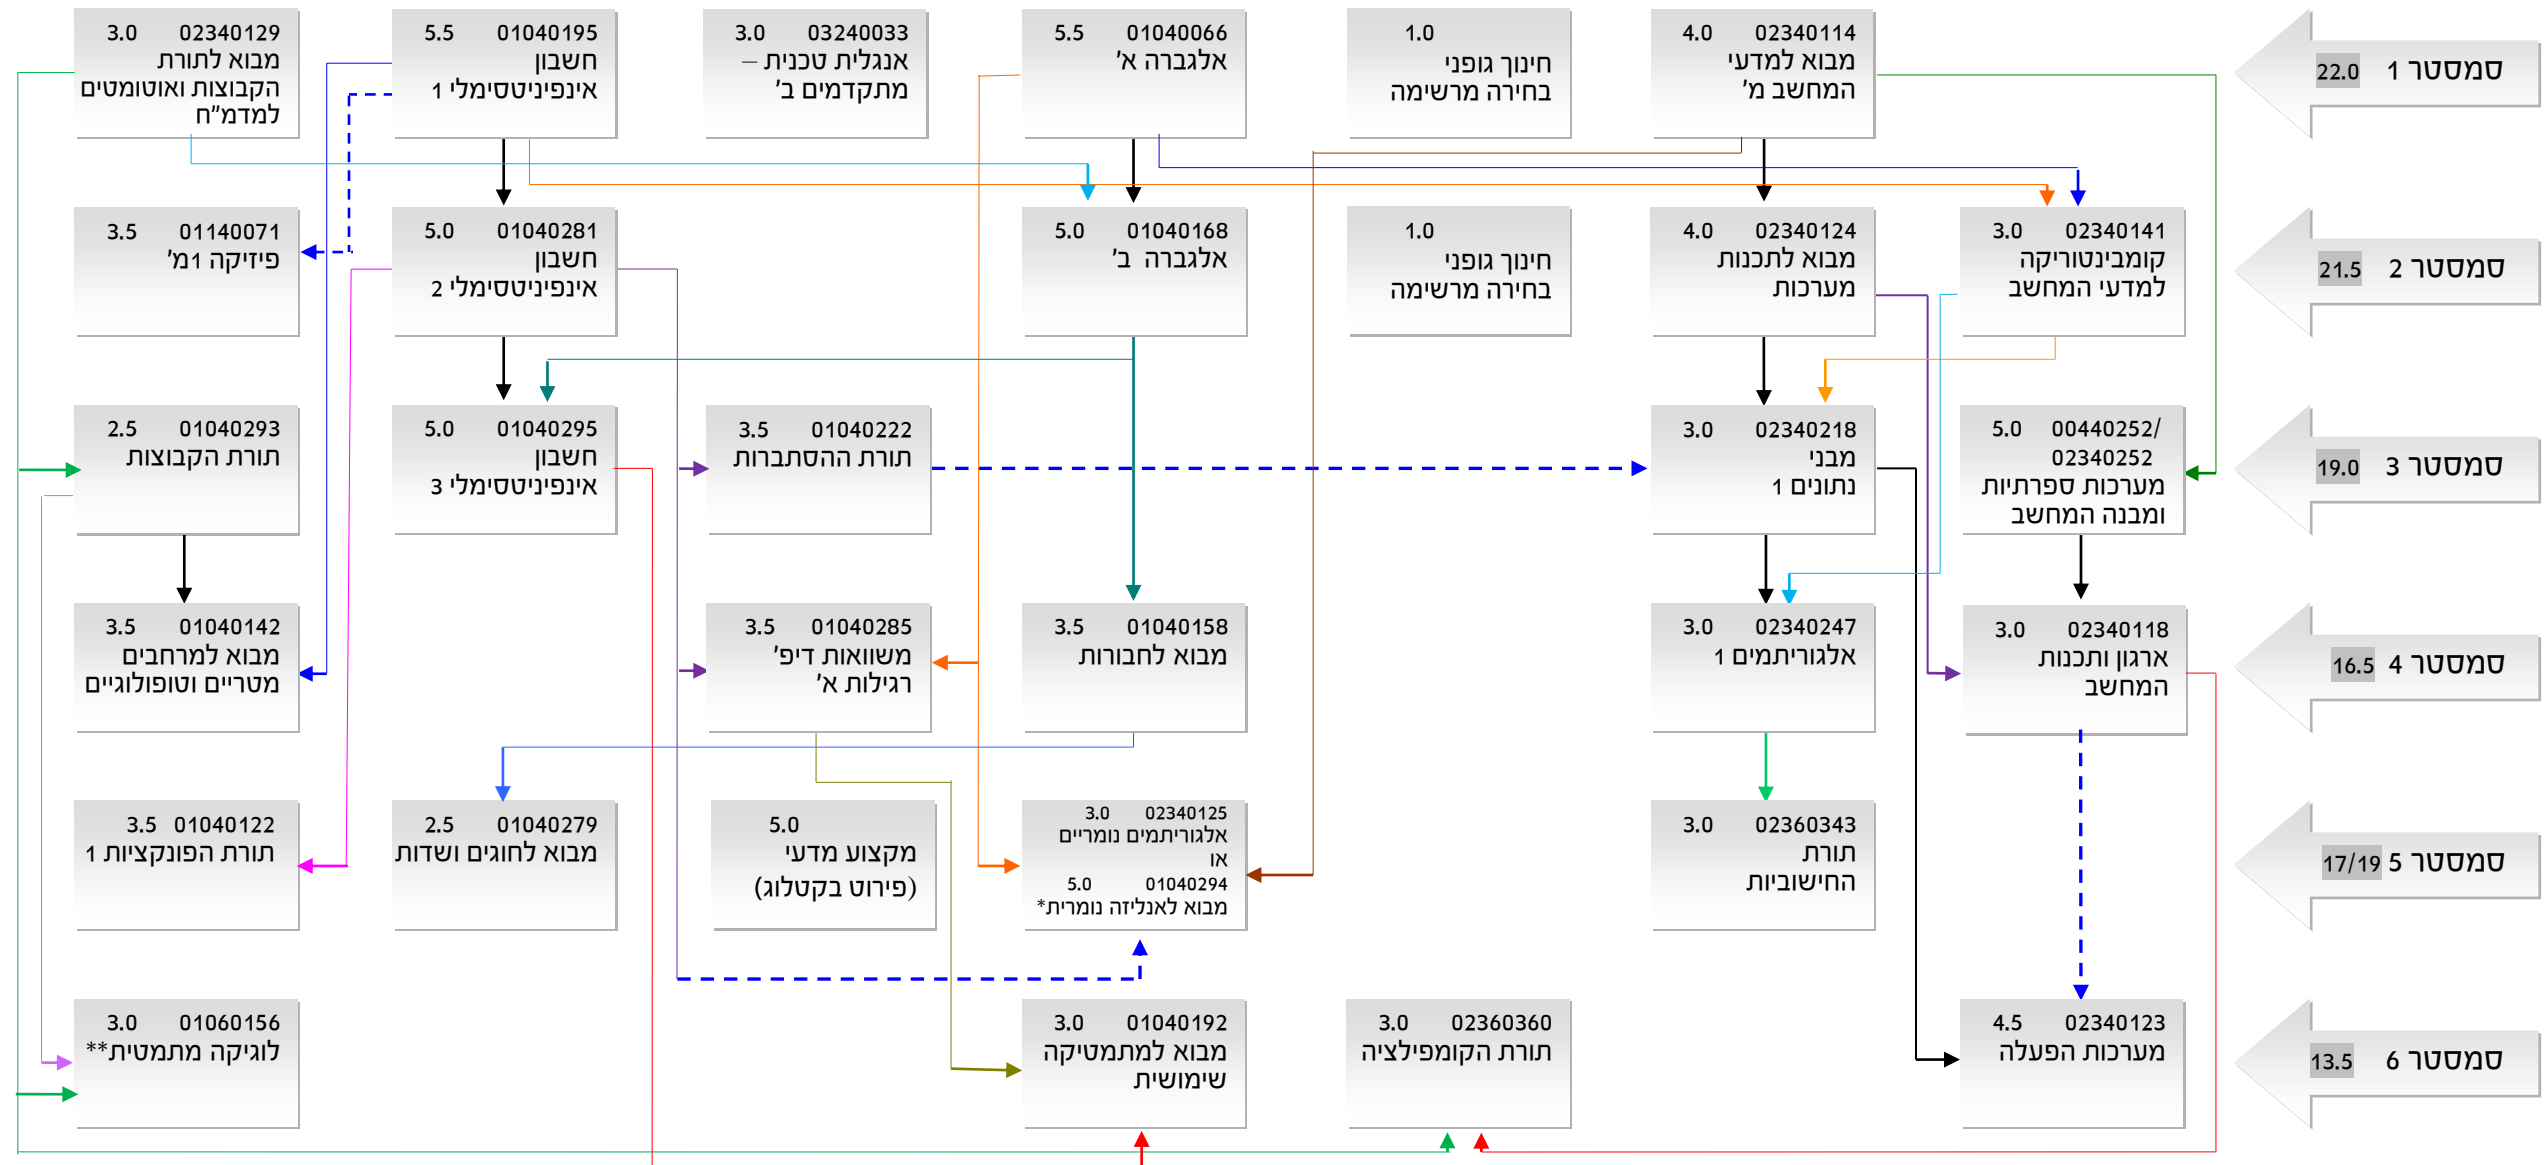 סמסטר 1 22.0
02340114 4.0
מבוא למדעי
המחשב מ'
1.0
חינוך גופני
בחירה מרשימה
01040066 5.5
אלגברה א'
03240033 3.0
אנגלית טכנית –
מתקדמים ב'
01040195 5.5
חשבון
אינפיניטסימלי 1
02340129 3.0
מבוא לתורת
הקבוצות ואוטומטים
למדמ"ח
סמסטר 2 21.5
02340141 3.0
קומבינטוריקה
למדעי המחשב
02340124 4.0
מבוא לתכנות
מערכות
1.0
חינוך גופני
בחירה מרשימה
01040168 5.0
אלגברה ב'
01040281 5.0
חשבון
אינפיניטסימלי 2
01140071 3.5
פיזיקה 1מ'
סמסטר 3 19.0
00440252/ 5.0
02340252
מערכות ספרתיות
ומבנה המחשב
02340218 3.0
מבני
נתונים 1
01040222 3.5
תורת ההסתברות
01040295 5.0
חשבון
אינפיניטסימלי 3
01040293 2.5
תורת הקבוצות
סמסטר 4 16.5
02340118 3.0
ארגון ותכנות
המחשב
02340247 3.0
אלגוריתמים 1
01040158 3.5
מבוא לחבורות
01040285 3.5
משוואות דיפ'
רגילות א'
01040142 3.5
מבוא למרחבים
מטריים וטופולוגיים
סמסטר 5 17/19
02360343 3.0
תורת
החישוביות
02340125 3.0
אלגוריתמים נומריים
או
01040294 5.0
מבוא לאנליזה נומרית*
5.0
מקצוע מדעי
(פירוט בקטלוג)
01040279 2.5
מבוא לחוגים ושדות
01040122 3.5
תורת הפונקציות 1
סמסטר 6 13.5
02340123 4.5
מערכות הפעלה
02360360 3.0
תורת הקומפילציה
01040192 3.0
מבוא למתמטיקה
שימושית
01060156 3.0
לוגיקה מתמטית**